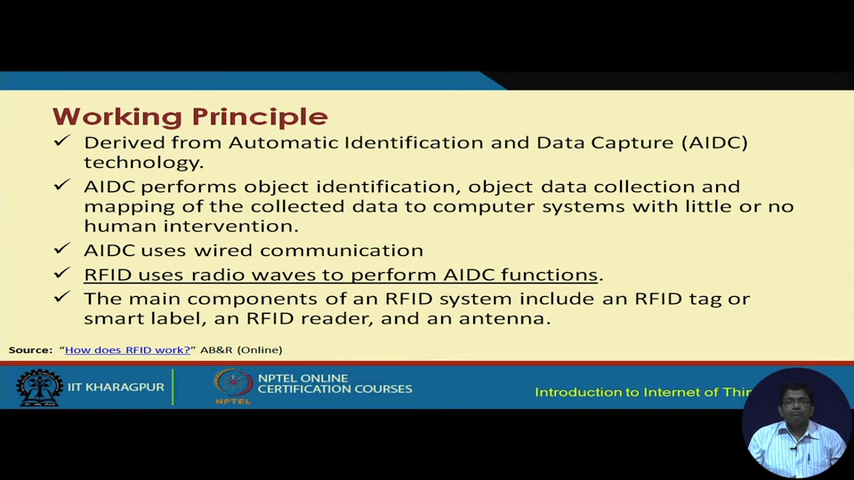 Working Principle
✓ Derived from Automatic Identification and Data Capture (AIDC)
technology.
✓ AIDC performs object identification, object data collection and
mapping of the collected data to computer systems with little or no
human intervention.
✓ AIDC uses wired communication
✓ RFID uses radio waves to perform AIDC functions.
✓ The main components of an RFID system include an RFID tag or
smart label, an RFID reader, and an antenna.
Source: “How does RFID work?” AB&R (Online)
IIT KHARAGPUR
NPTEL ONLINE
CERTIFICATION COURSES
NPTEL
Introduction to Internet of